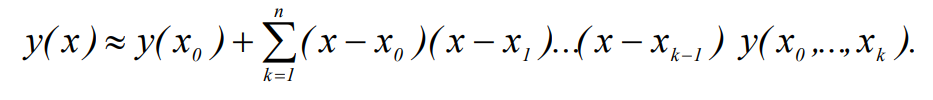 y(x) ≈ y(x₀) + ∑ₖ₌₁ⁿ (x − x₀)(x − x₁)...(x − xₖ₋₁) y(x₀,...,xₖ).